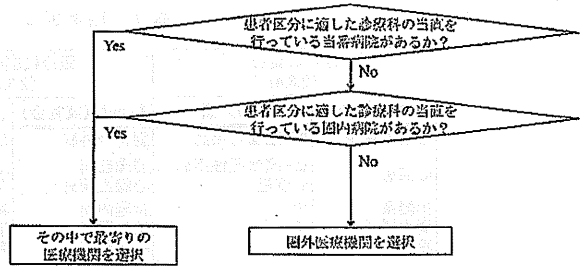 患者区分に適した診療科の当直を
行っている当番病院があるか?
Yes
No
患者区分に適した診療科の当直を
行っている圏内病院があるか?
Yes
No
その中で最寄りの
医療機関を選択
圏外医療機関を選択